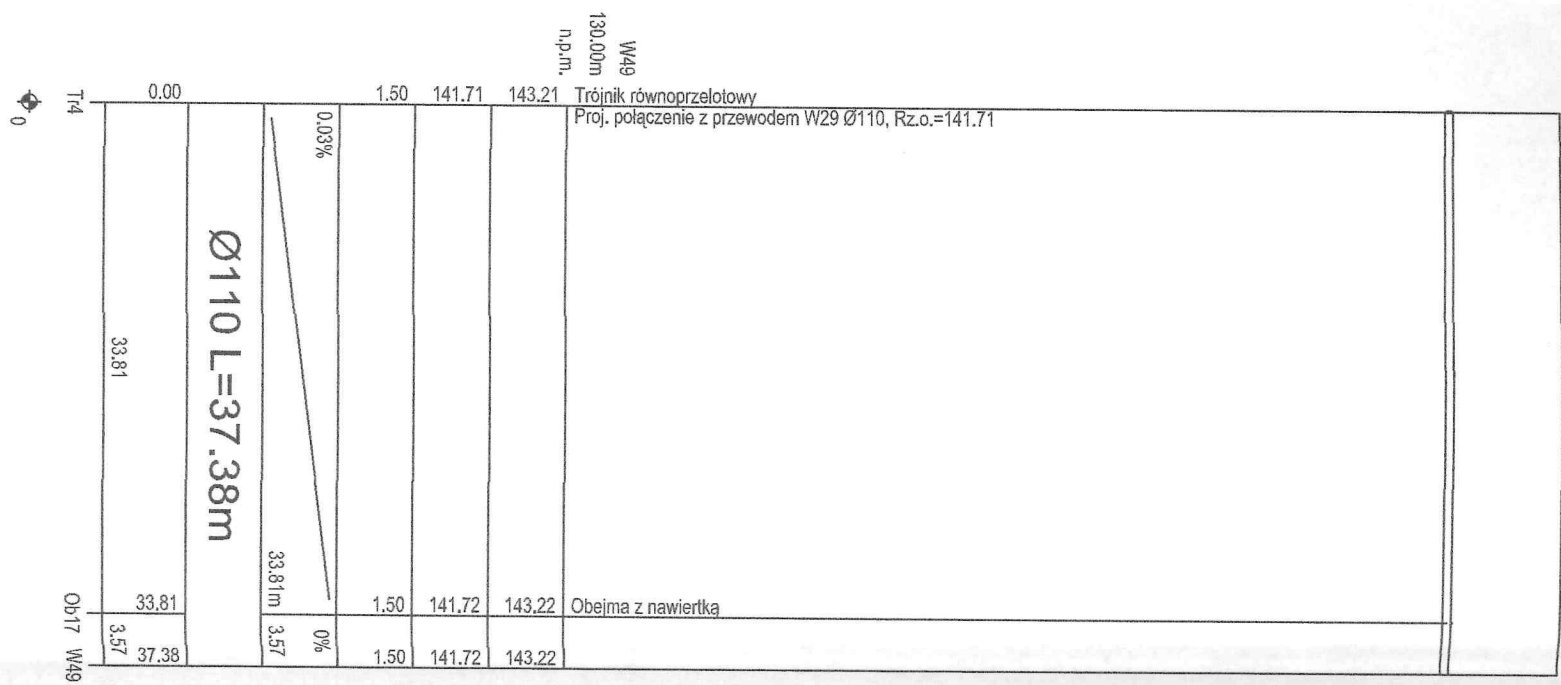 W49
130.00m
n.p.m.
Tr4
0.00
1.50
141.71
143.21
Trójnik równoprzelotowy
Proj. połączenie z przewodem W29 Ø110, Rz.o.=141.71
0
0.03%
33.81
Ø110 L=37.38m
33.81m
Ob17
33.81
1.50
141.72
143.22
Obejma z nawiertką
3.57
3.57
0%
W49
37.38
1.50
141.72
143.22